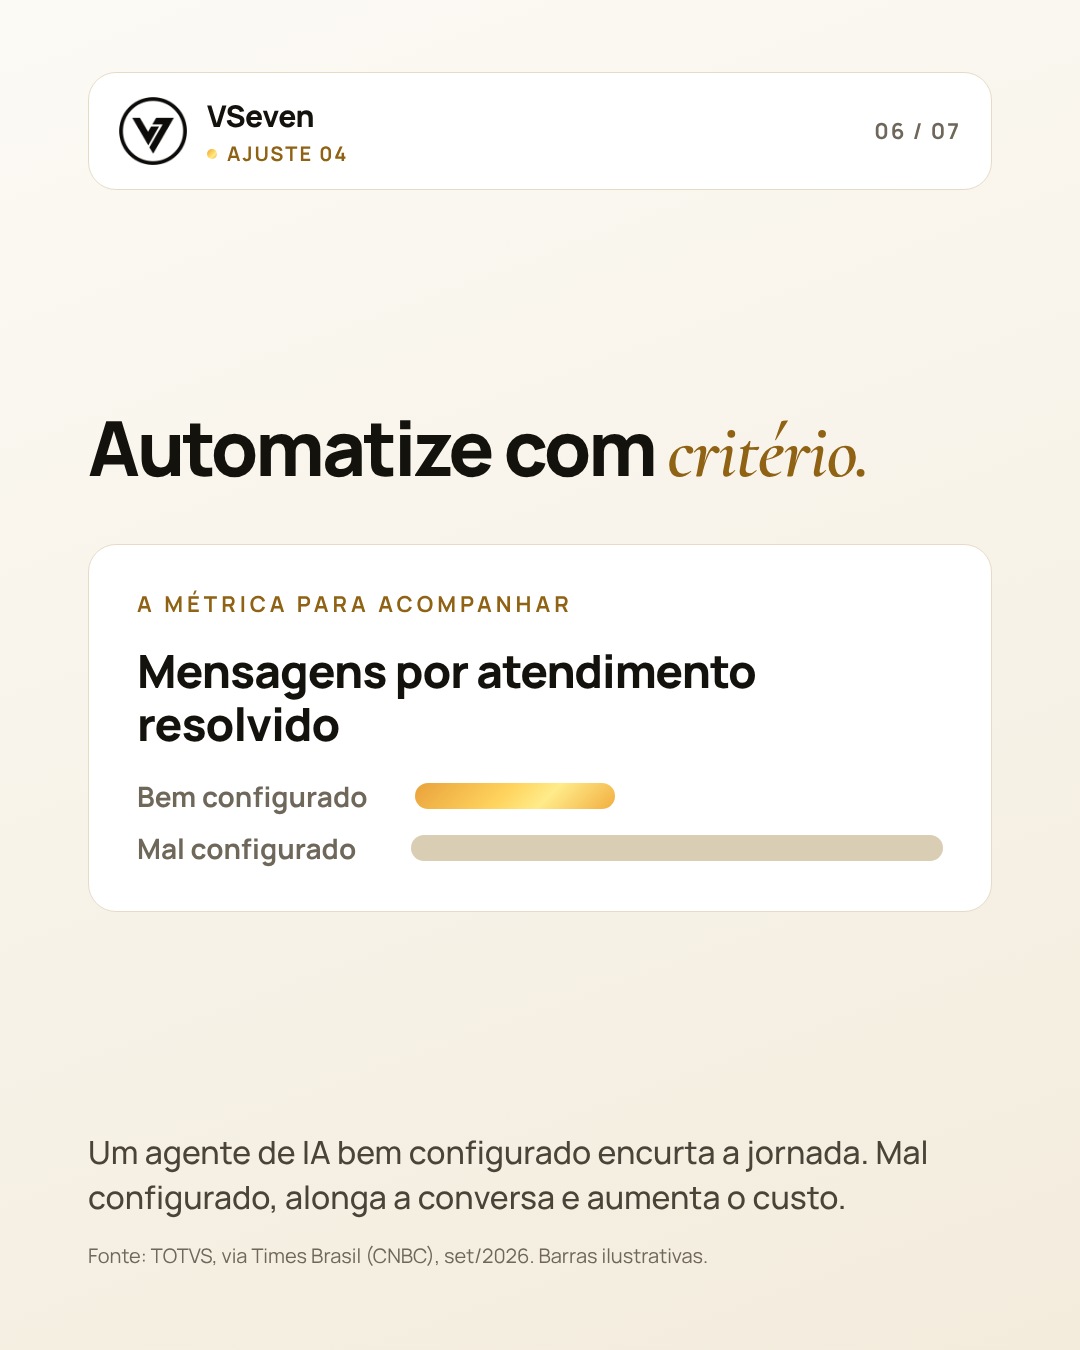 VSeven
AJUSTE 04
06 / 07
Automatize com critério.
A MÉTRICA PARA ACOMPANHAR
Mensagens por atendimento
resolvido
Bem configurado
Mal configurado
Um agente de IA bem configurado encurta a jornada. Mal
configurado, alonga a conversa e aumenta o custo.
Fonte: TOTVS, via Times Brasil (CNBC), set/2026. Barras ilustrativas.